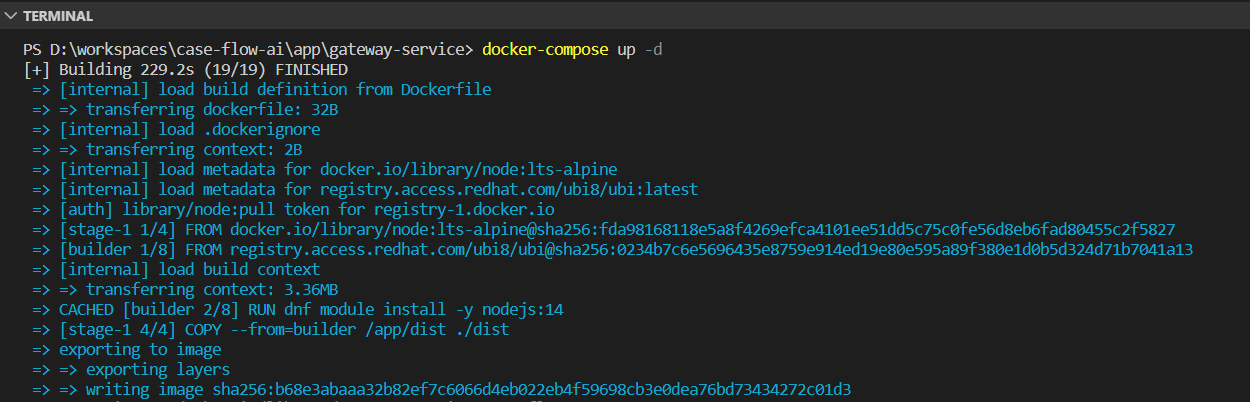 TERMINAL
PS D:\workspaces\case-flow-ai\app\gateway-service> docker-compose up -d
[+] Building 229.2s (19/19) FINISHED
=> [internal] load build definition from Dockerfile
=> => transferring dockerfile: 32B
=> [internal] load .dockerignore
=> => transferring context: 2B
=> [internal] load metadata for docker.io/library/node:lts-alpine
=> [internal] load metadata for registry.access.redhat.com/ubi8/ubi:latest
=> [auth] library/node:pull token for registry-1.docker.io
=> [stage-1 1/4] FROM docker.io/library/node:lts-alpine@sha256:fda98168118e5a8f4269efca4101ee51dd5c75c0fe56d8eb6fad80455c2f5827
=> [builder 1/8] FROM registry.access.redhat.com/ubi8/ubi@sha256:0234b7c6e5696435e8759e914ed19e80e595a89f380e1d0b5d324d71b7041a13
=> [internal] load build context
=> => transferring context: 3.36MB
=> CACHED [builder 2/8] RUN dnf module install -y nodejs:14
=> [stage-1 4/4] COPY --from=builder /app/dist ./dist
=> exporting to image
=> => exporting layers
=> => writing image sha256:b68e3abaaa32b82ef7c6066d4eb022eb4f59698cb3e0dea76bd73434272c01d3